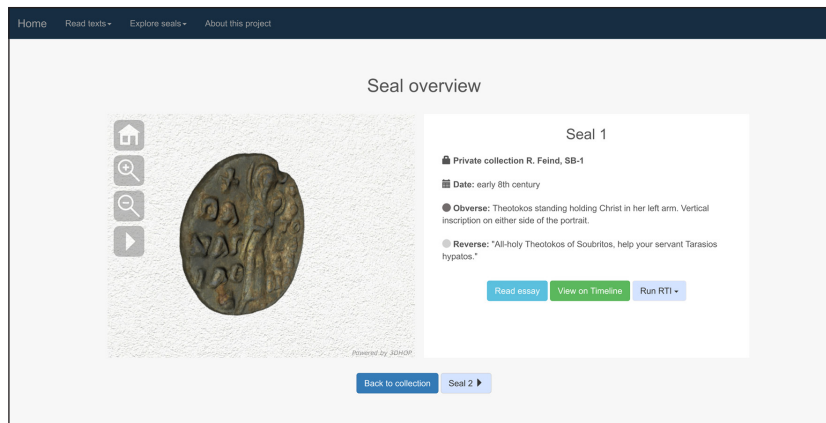 Home Read texts Explore seals About this project
Seal overview
Seal 1
Private collection R. Feind, SB-1
Date: early 8th century
Obverse: Theotokos standing holding Christ in her left arm. Vertical
inscription on either side of the portrait.
Reverse: "All-holy Theotokos of Soubritos, help your servant Tarasios
hypatos."
Read essay View on Timeline Run RTI
Powered by 3DHOP
Back to collection Seal 2